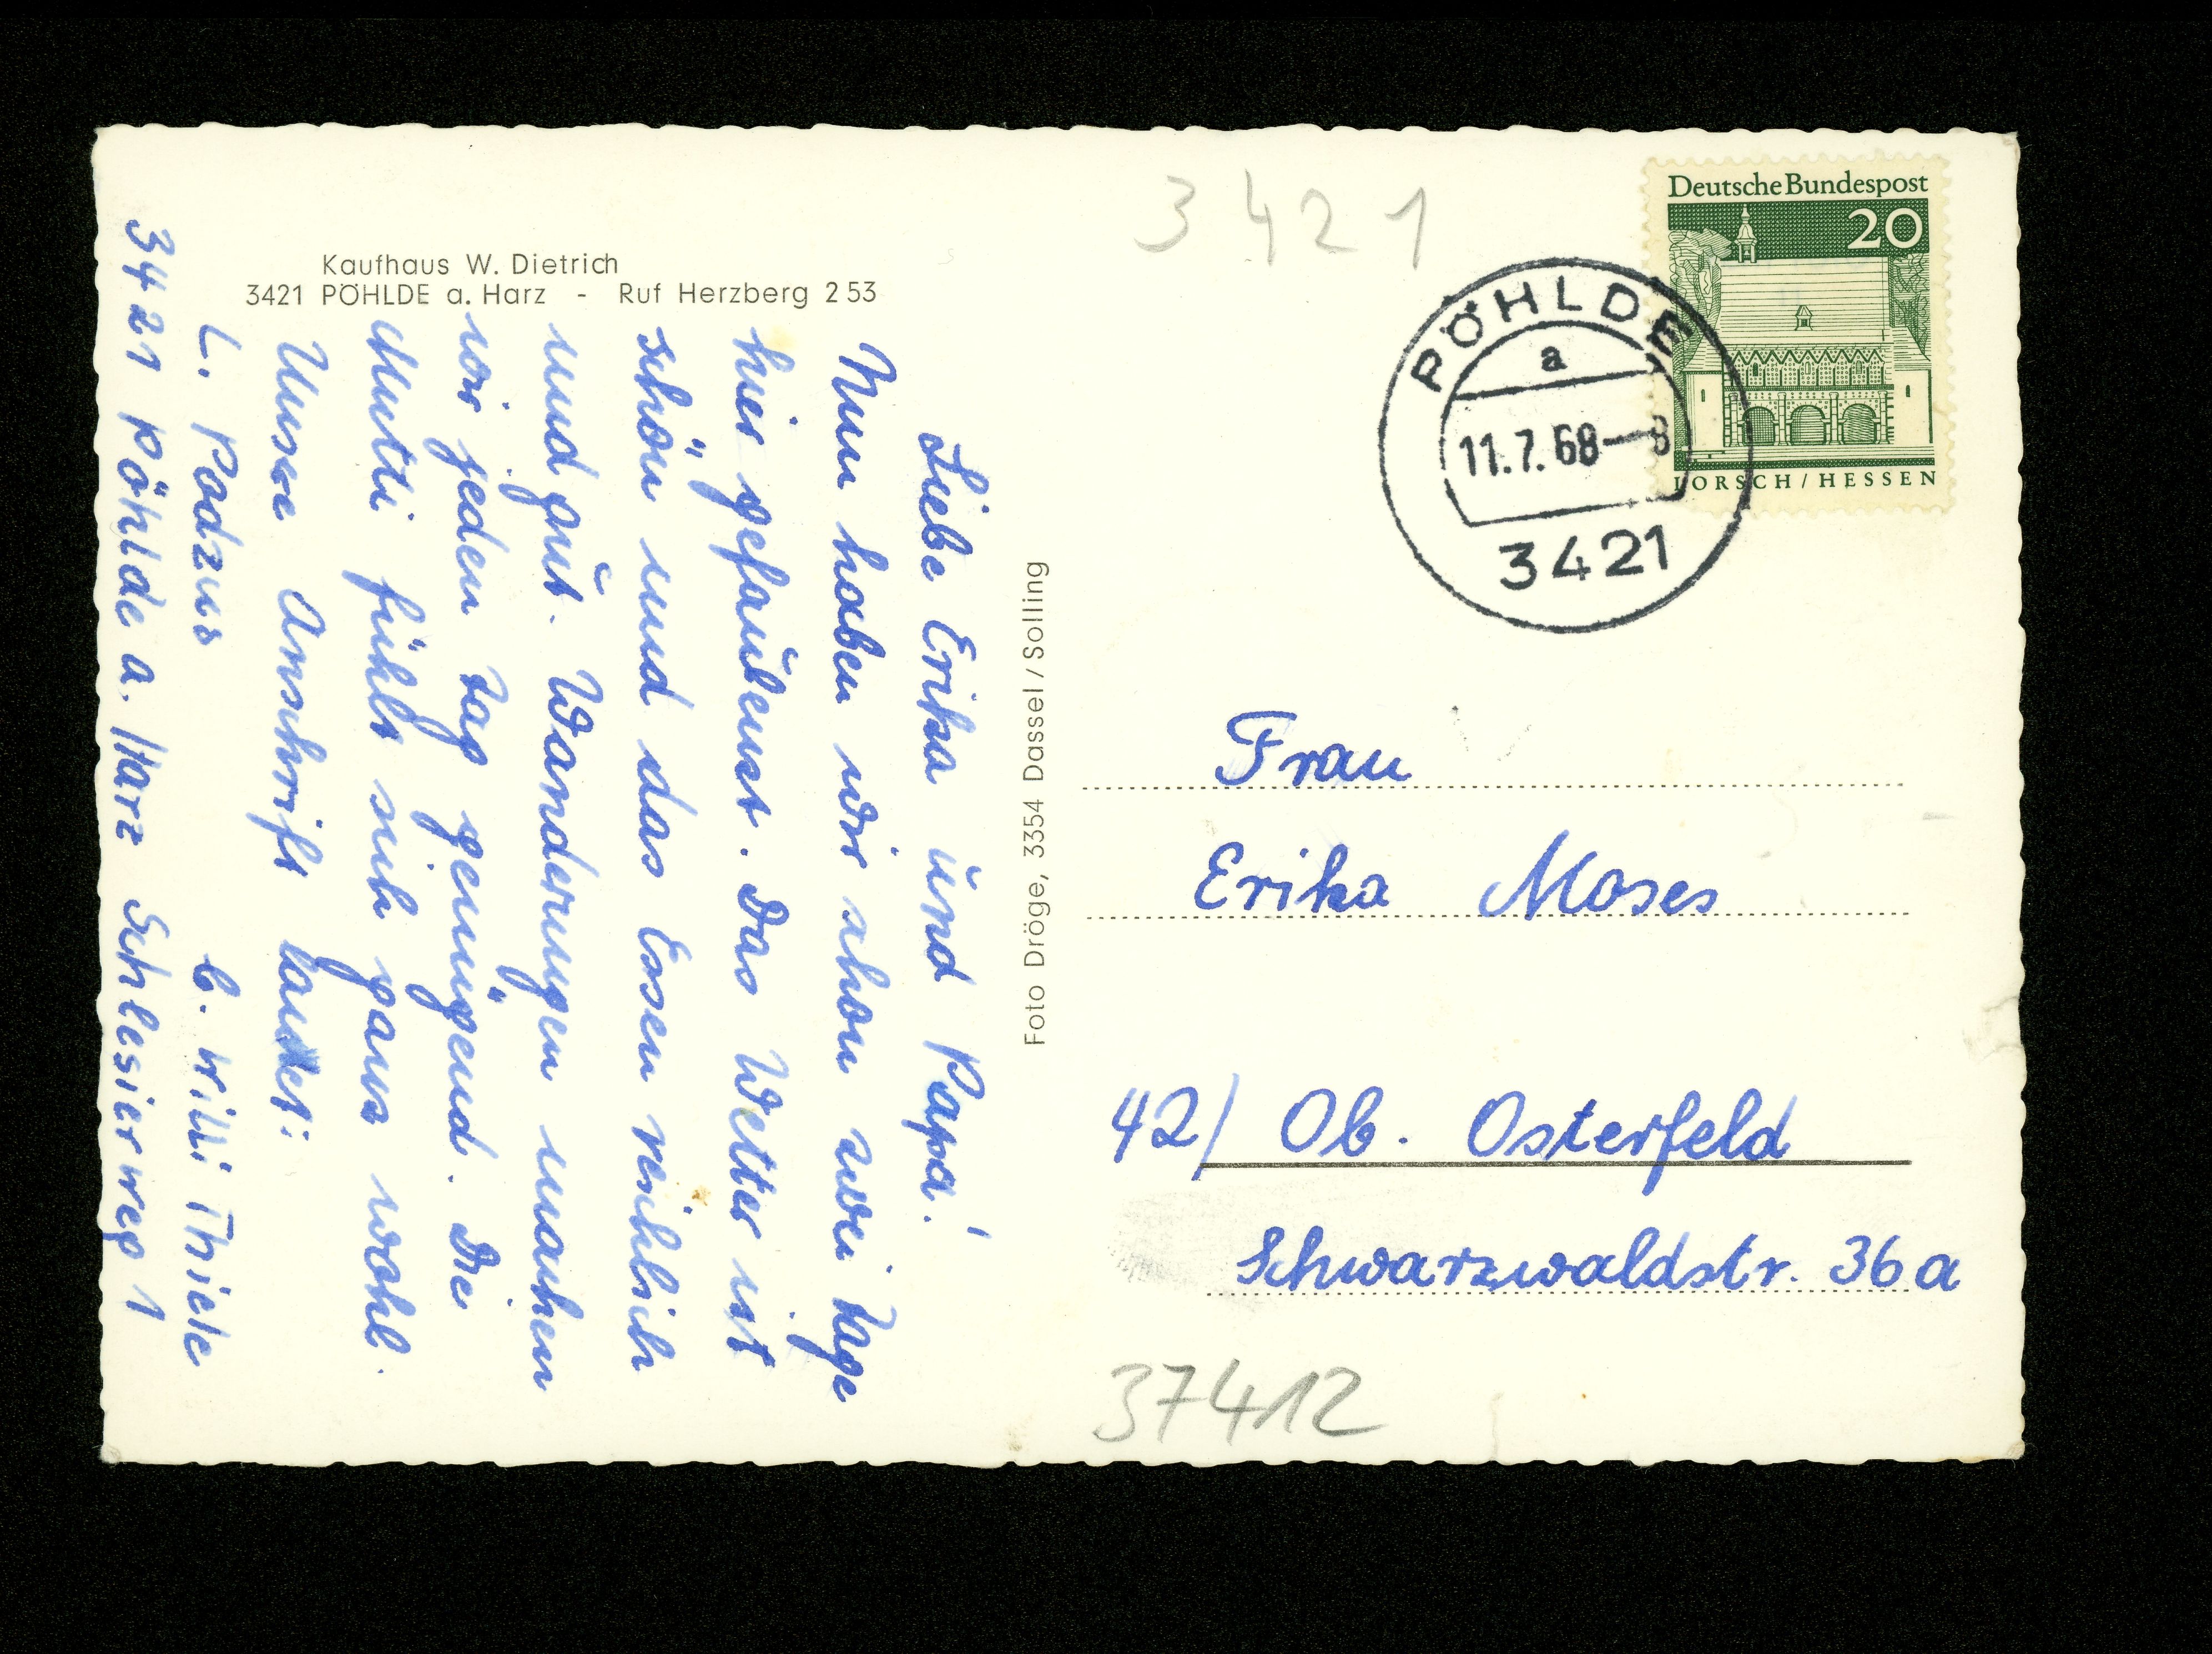 Kaufhaus W. Dietrich
3421 PÖHLDE a. Harz - Ruf Herzberg 2 53
Liebe Erika und Papa!
Nun haben wir schon zwei Tage
hier gefaulenzt. Das Wetter ist
schön und das Essen reichlich
und gut. Wanderungen machen
wir jeden Tag genügend. Die
Mutti fühlt sich ganz wohl.
Unsere Anschrift lautet:
L. Podzus b. Willi Thiele
3421 Pöhlde a. Harz Schlesierweg 1
Foto Dröge, 3354 Dassel / Solling
3421
Deutsche Bundespost
20
LORSCH / HESSEN
PÖHLDE
a
11.7.68-8
3421
Frau
Erika Moses
42/ Ob. Osterfeld
Schwarzwaldstr. 36a
37412